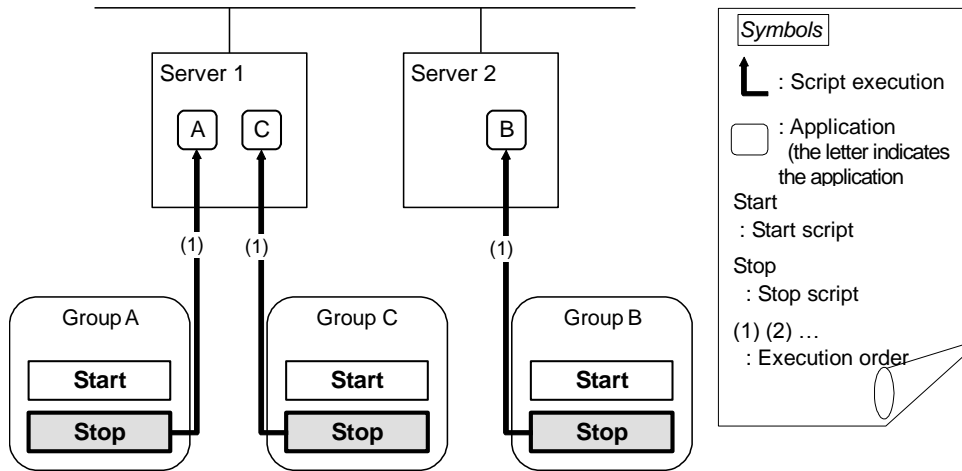 Server 1
Server 2
A
C
B
(1)
(1)
(1)
Group A
Group C
Group B
Start
Start
Start
Stop
Stop
Stop
Symbols
: Script execution
: Application
(the letter indicates
the application
Start
: Start script
Stop
: Stop script
(1) (2) …
: Execution order